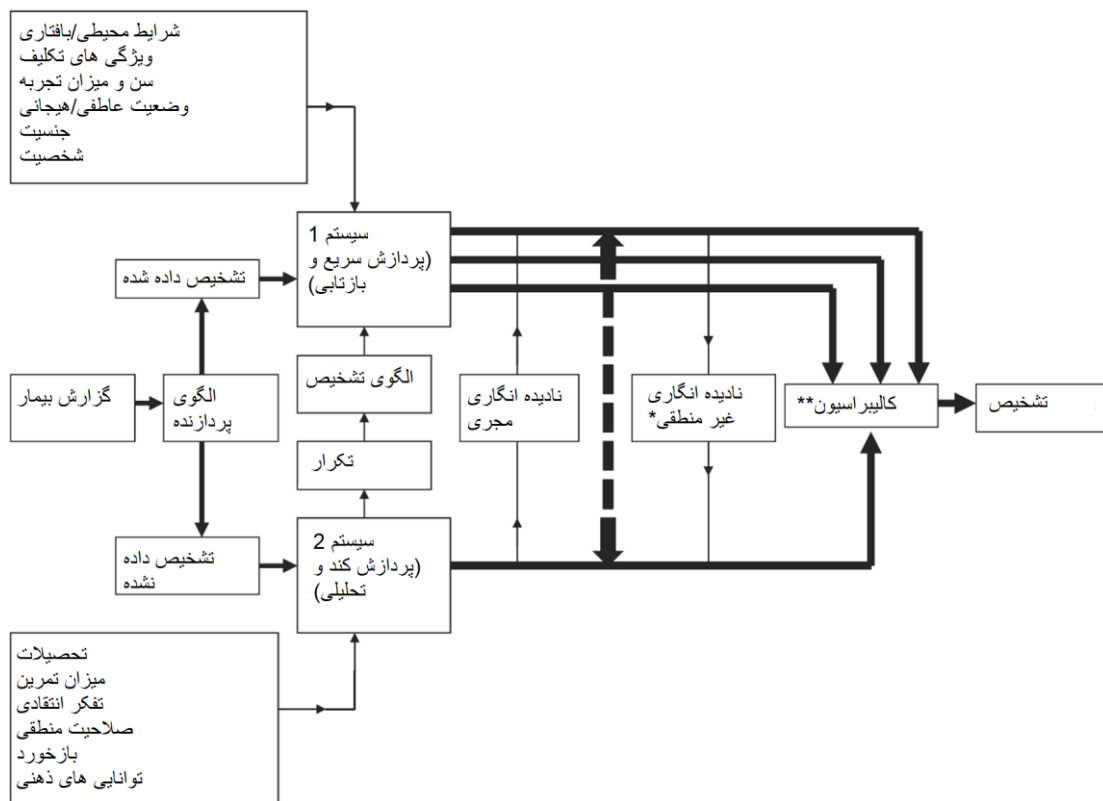 شرایط محیطی/بافتاری
ویژگی های تکلیف
سن و میزان تجربه
وضعیت عاطفی/هیجانی
جنسیت
شخصیت
سیستم 1
(پردازش سریع و
بازتابی)
تشخیص داده شده
گزارش بیمار
الگوی
پردازنده
الگوی تشخیص
نادیده انگاری
مجری
نادیده انگاری
غیر منطقی*
کالیبراسیون**
تشخیص
تکرار
تشخیص داده
نشده
سیستم 2
(پردازش کند و
تحلیلی)
تحصیلات
میزان تمرین
تفکر انتقادی
صلاحیت منطقی
بازخورد
توانایی های ذهنی